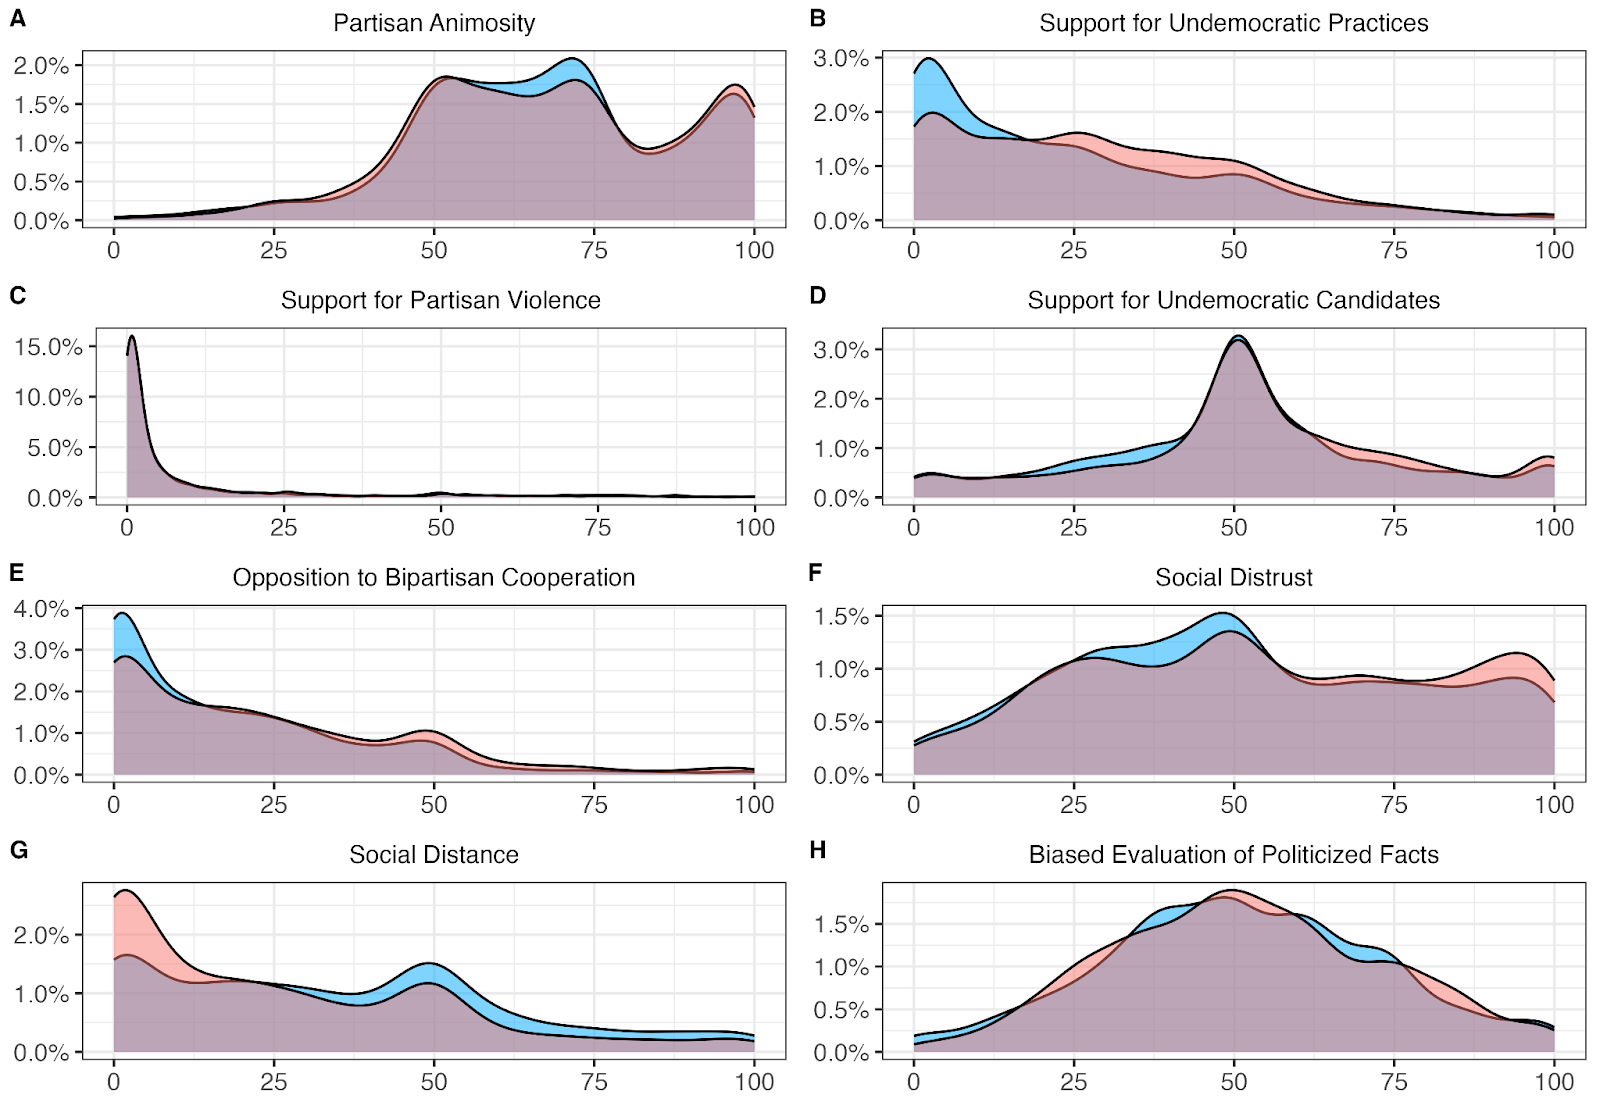 A Partisan Animosity
2.0%
1.5%
1.0%
0.5%
0.0%
0 25 50 75 100
B Support for Undemocratic Practices
3.0%
2.0%
1.0%
0.0%
0 25 50 75 100
C Support for Partisan Violence
15.0%
10.0%
5.0%
0.0%
0 25 50 75 100
D Support for Undemocratic Candidates
3.0%
2.0%
1.0%
0.0%
0 25 50 75 100
E Opposition to Bipartisan Cooperation
4.0%
3.0%
2.0%
1.0%
0.0%
0 25 50 75 100
F Social Distrust
1.5%
1.0%
0.5%
0.0%
0 25 50 75 100
G Social Distance
2.0%
1.0%
0.0%
0 25 50 75 100
H Biased Evaluation of Politicized Facts
1.5%
1.0%
0.5%
0.0%
0 25 50 75 100